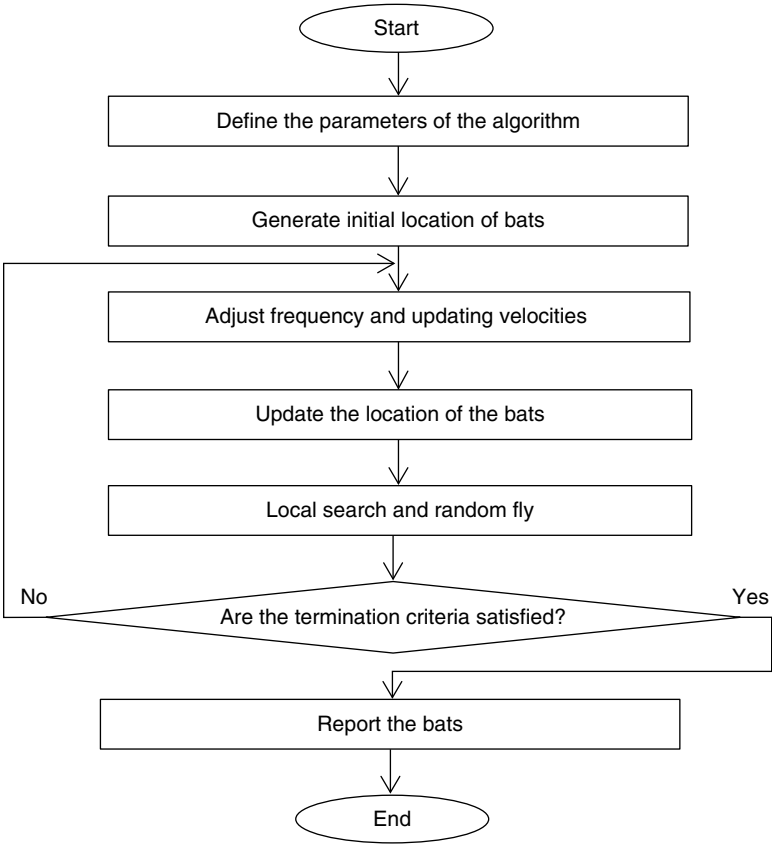 Start
Define the parameters of the algorithm
Generate initial location of bats
Adjust frequency and updating velocities
Update the location of the bats
Local search and random fly
No
Yes
Are the termination criteria satisfied?
Report the bats
End